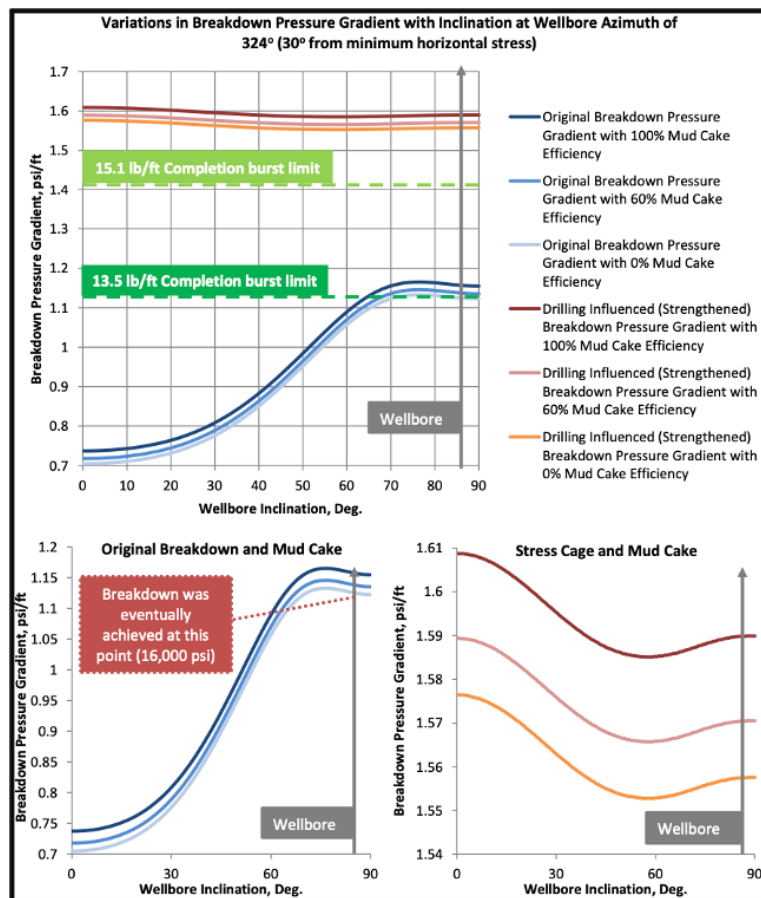 Variations in Breakdown Pressure Gradient with Inclination at Wellbore Azimuth of
324° (30° from minimum horizontal stress)
Breakdown Pressure Gradient, psi/ft
1.7
1.6
1.5
1.4
1.3
1.2
1.1
1
0.9
0.8
0.7
15.1 lb/ft Completion burst limit
13.5 lb/ft Completion burst limit
Wellbore
0 10 20 30 40 50 60 70 80 90
Wellbore Inclination, Deg.
Original Breakdown Pressure
Gradient with 100% Mud Cake
Efficiency
Original Breakdown Pressure
Gradient with 60% Mud Cake
Efficiency
Original Breakdown Pressure
Gradient with 0% Mud Cake
Efficiency
Drilling Influenced (Strengthened)
Breakdown Pressure Gradient with
100% Mud Cake Efficiency
Drilling Influenced (Strengthened)
Breakdown Pressure Gradient with
60% Mud Cake Efficiency
Drilling Influenced (Strengthened)
Breakdown Pressure Gradient with
0% Mud Cake Efficiency
Original Breakdown and Mud Cake
Breakdown Pressure Gradient, psi/ft
1.2
1.15
1.1
1.05
1
0.95
0.9
0.85
0.8
0.75
0.7
Breakdown was
eventually
achieved at this
point (16,000 psi)
Wellbore
0 30 60 90
Wellbore Inclination, Deg.
Stress Cage and Mud Cake
Breakdown Pressure Gradient, psi/ft
1.61
1.6
1.59
1.58
1.57
1.56
1.55
1.54
Wellbore
0 30 60 90
Wellbore Inclination, Deg.